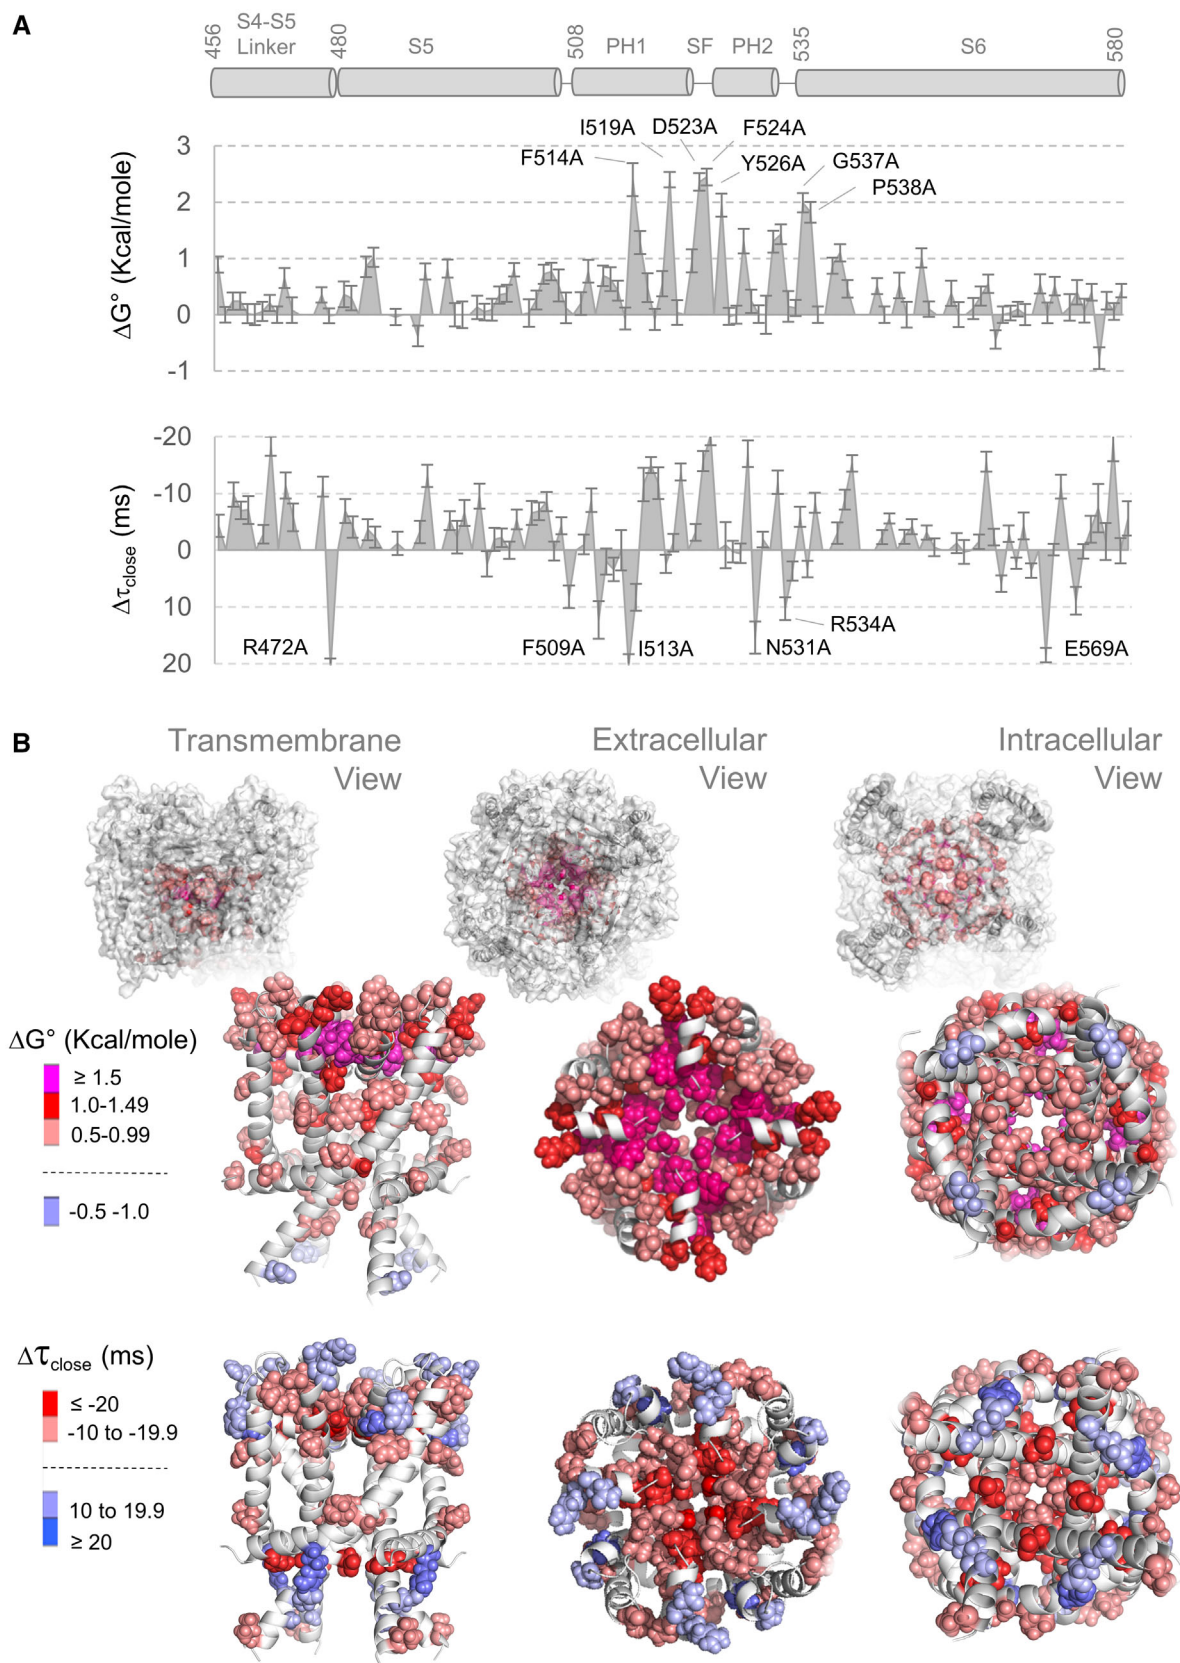 A
456
S4-S5
Linker
480
S5
508
PH1
SF
PH2
535
S6
580
I519A
D523A
F524A
F514A
Y526A
G537A
P538A
3
2
1
0
-1
ΔG° (Kcal/mole)
-20
-10
0
10
20
Δτclose (ms)
R472A
F509A
I513A
N531A
R534A
E569A
B
Transmembrane
View
Extracellular
View
Intracellular
View
ΔG° (Kcal/mole)
≥ 1.5
1.0-1.49
0.5-0.99
-0.5 -1.0
Δτclose (ms)
≤ -20
-10 to -19.9
10 to 19.9
≥ 20